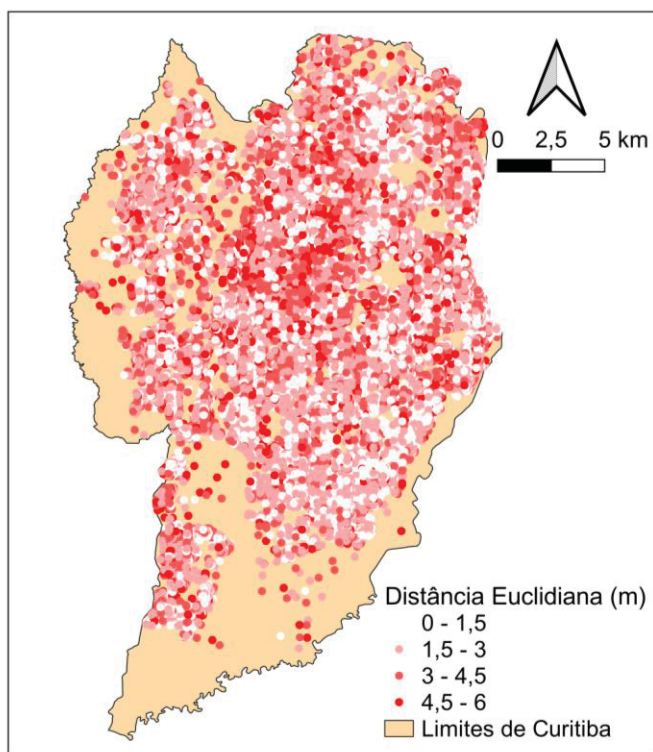 0 2,5 5 km
Distância Euclidiana (m)
0 - 1,5
1,5 - 3
3 - 4,5
4,5 - 6
Limites de Curitiba